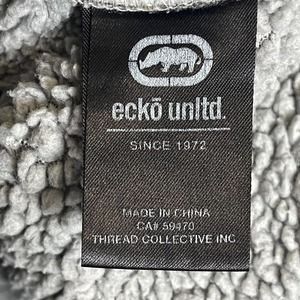 eckō unltd.
SINCE 1972
MADE IN CHINA
CA# 59470
THREAD COLLECTIVE INC